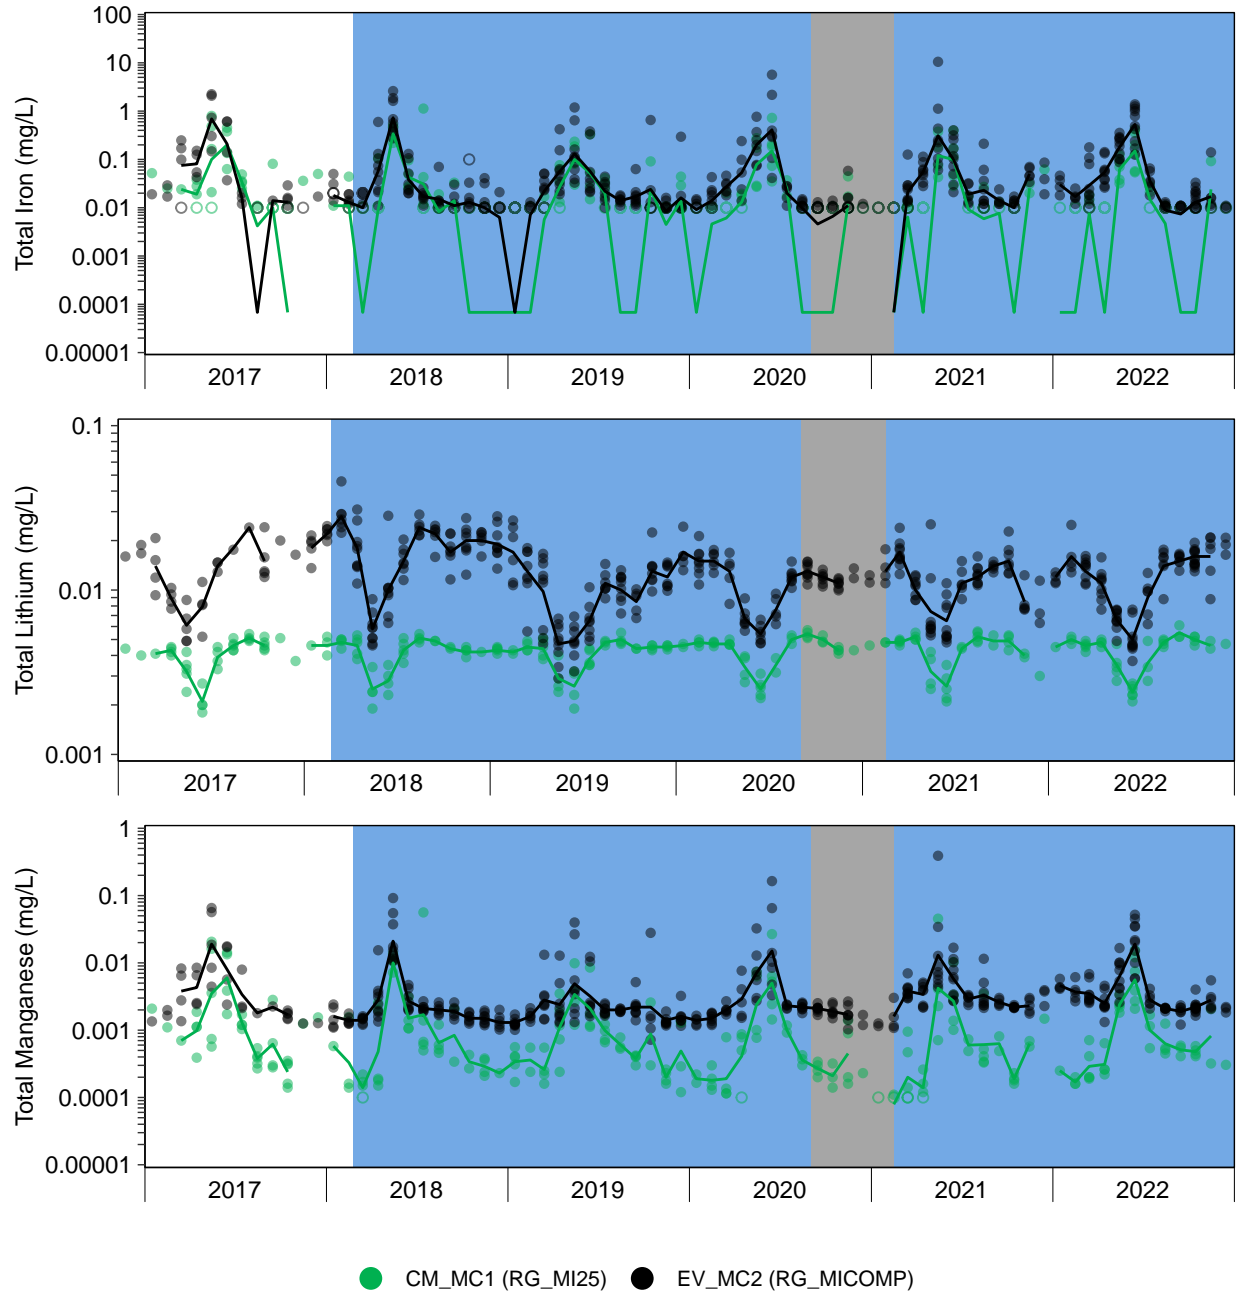 Total Iron (mg/L)
100
10
1
0.1
0.01
0.001
0.0001
0.00001
2017 2018 2019 2020 2021 2022
Total Lithium (mg/L)
0.1
0.01
0.001
2017 2018 2019 2020 2021 2022
Total Manganese (mg/L)
1
0.1
0.01
0.001
0.0001
0.00001
2017 2018 2019 2020 2021 2022
CM_MC1 (RG_MI25) EV_MC2 (RG_MICOMP)